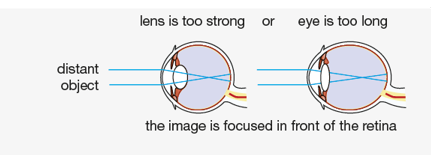 lens is too strong or eye is too long
distant
object
the image is focused in front of the retina